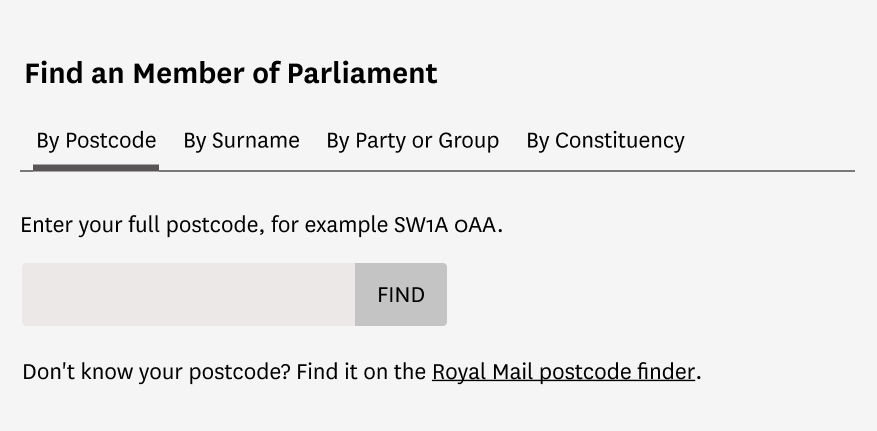 Find an Member of Parliament
By Postcode By Surname By Party or Group By Constituency
Enter your full postcode, for example SW1A 0AA.
FIND
Don't know your postcode? Find it on the Royal Mail postcode finder.